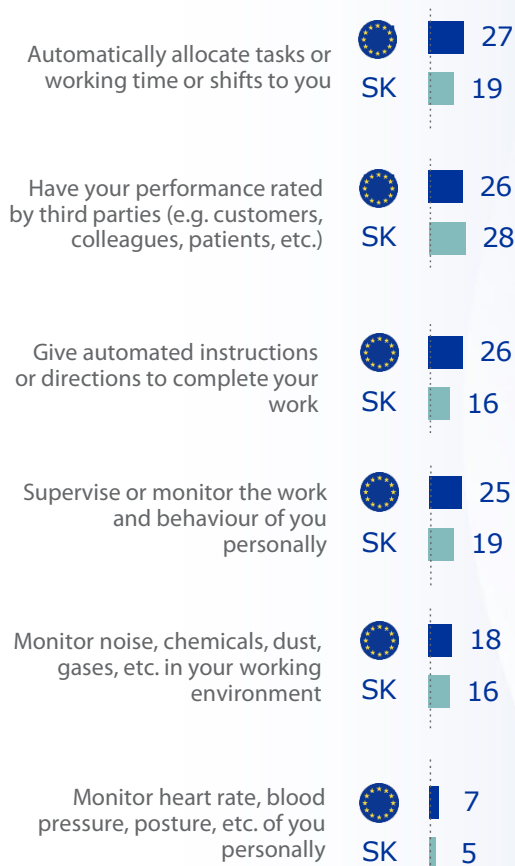 Automatically allocate tasks or
working time or shifts to you
27
SK 19
Have your performance rated
by third parties (e.g. customers,
colleagues, patients, etc.)
26
SK 28
Give automated instructions
or directions to complete your
work
26
SK 16
Supervise or monitor the work
and behaviour of you
personally
25
SK 19
Monitor noise, chemicals, dust,
gases, etc. in your working
environment
18
SK 16
Monitor heart rate, blood
pressure, posture, etc. of you
personally
7
SK 5